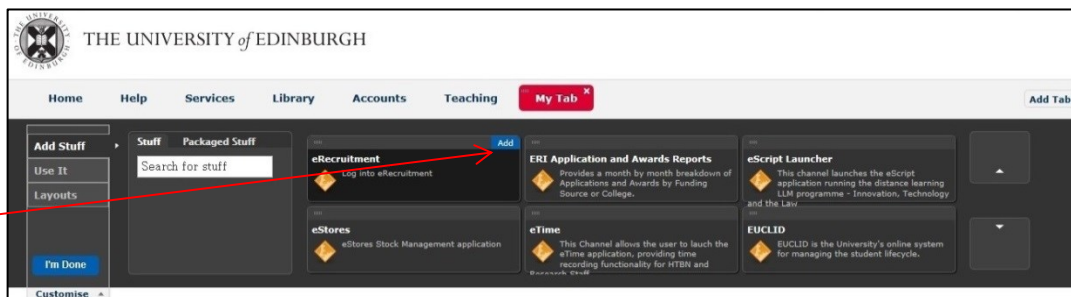 THE UNIVERSITY of EDINBURGH
Home Help Services Library Accounts Teaching My Tab Add Tab
Add Stuff
Use It
Layouts
I'm Done
Customise
Stuff Packaged Stuff
Search for stuff
Add
eRecruitment
Log into eRecruitment
ERI Application and Awards Reports
Provides a month by month breakdown of
Applications and Awards by Funding
Source or College.
eScript Launcher
This channel launches the eScript
application running the distance learning
LLM programme - Innovation, Technology
and the Law
eStores
eStores Stock Management application
eTime
This Channel allows the user to lauch the
eTime application, providing time
recording functionality for HTBN and
Research Staff
EUCLID
EUCLID is the University's online system
for managing the student lifecycle.